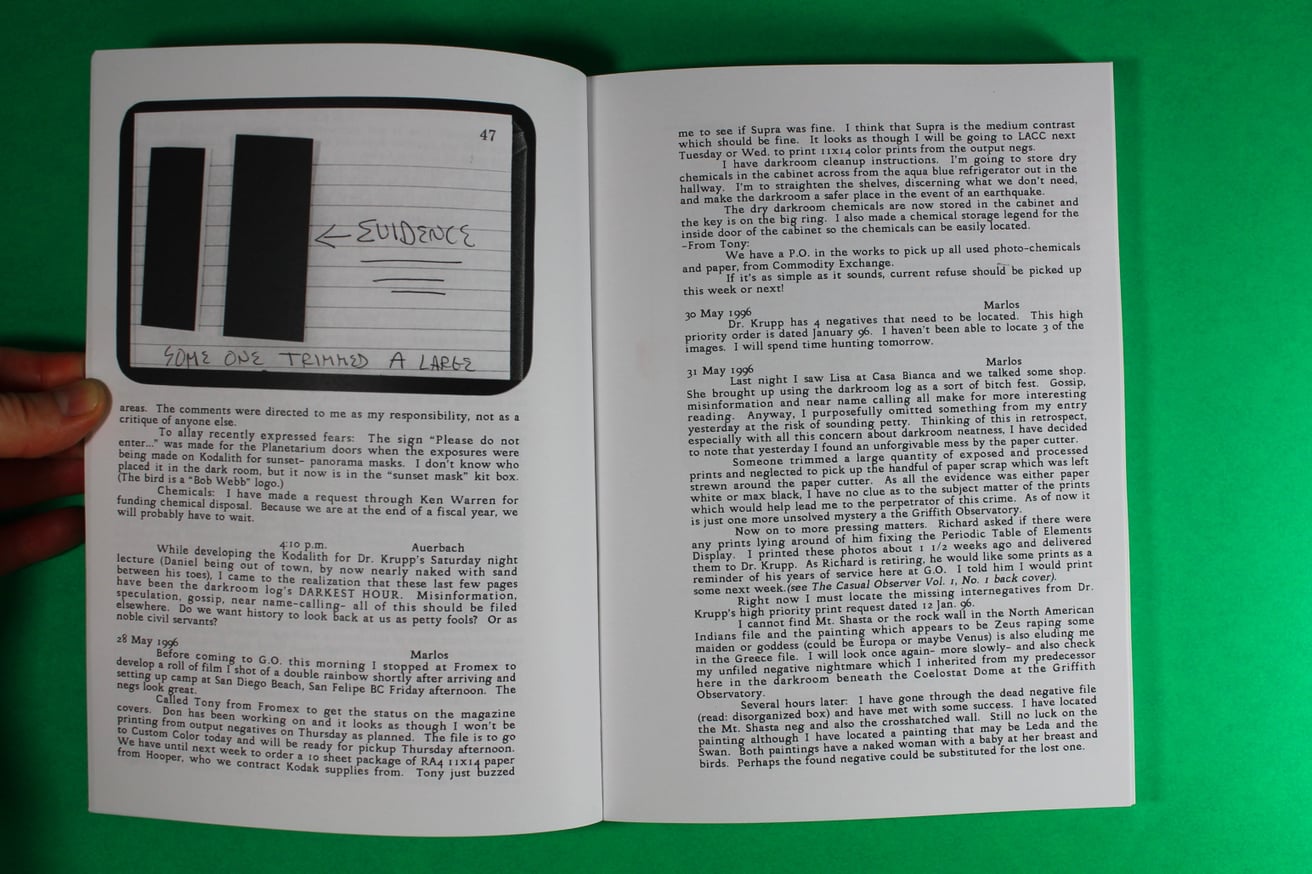 47
←EVIDENCE
SOME ONE TRIMMED A LARGE
areas. The comments were directed to me as my responsibility, not as a
critique of anyone else.
To allay recently expressed fears: The sign “Please do not
enter...” was made for the Planetarium doors when the exposures were
being made on Kodalith for sunset- panorama masks. I don't know who
placed it in the dark room, but it now is in the “sunset mask” kit box.
(The bird is a “Bob Webb” logo.)
Chemicals: I have made a request through Ken Warren for
funding chemical disposal. Because we are at the end of a fiscal year, we
will probably have to wait.
4:10 p.m. Auerbach
While developing the Kodalith for Dr. Krupp's Saturday night
lecture (Daniel being out of town, by now nearly naked with sand
between his toes), I came to the realization that these last few pages
have been the darkroom log's DARKEST HOUR. Misinformation,
speculation, gossip, near name-calling- all of this should be filed
elsewhere. Do we want history to look back at us as petty fools? Or as
noble civil servants?
28 May 1996 Marlos
Before coming to G.O. this morning I stopped at Fromex to
develop a roll of film I shot of a double rainbow shortly after arriving and
setting up camp at San Diego Beach, San Felipe BC Friday afternoon. The
negs look great.
Called Tony from Fromex to get the status on the magazine
covers. Don has been working on and it looks as though I won't be
printing from output negatives on Thursday as planned. The file is to go
to Custom Color today and will be ready for pickup Thursday afternoon.
We have until next week to order a 10 sheet package of RA4 11x14 paper
from Hooper, who we contract Kodak supplies from. Tony just buzzed
me to see if Supra was fine. I think that Supra is the medium contrast
which should be fine. It looks as though I will be going to LACC next
Tuesday or Wed. to print 11x14 color prints from the output negs.
I have darkroom cleanup instructions. I'm going to store dry
chemicals in the cabinet across from the aqua blue refrigerator out in the
hallway. I'm to straighten the shelves, discerning what we don't need,
and make the darkroom a safer place in the event of an earthquake.
The dry darkroom chemicals are now stored in the cabinet and
the key is on the big ring. I also made a chemical storage legend for the
inside door of the cabinet so the chemicals can be easily located.
-From Tony:
We have a P.O. in the works to pick up all used photo-chemicals
and paper, from Commodity Exchange.
If it's as simple as it sounds, current refuse should be picked up
this week or next!
30 May 1996 Marlos
Dr. Krupp has 4 negatives that need to be located. This high
priority order is dated January 96. I haven't been able to locate 3 of the
images. I will spend time hunting tomorrow.
31 May 1996 Marlos
Last night I saw Lisa at Casa Bianca and we talked some shop.
She brought up using the darkroom log as a sort of bitch fest. Gossip,
misinformation and near name calling all make for more interesting
reading. Anyway, I purposefully omitted something from my entry
yesterday at the risk of sounding petty. Thinking of this in retrospect,
especially with all this concern about darkroom neatness, I have decided
to note that yesterday I found an unforgivable mess by the paper cutter.
Someone trimmed a large quantity of exposed and processed
prints and neglected to pick up the handful of paper scrap which was left
strewn around the paper cutter. As all the evidence was either paper
white or max black, I have no clue as to the subject matter of the prints
which would help lead me to the perpetrator of this crime. As of now it
is just one more unsolved mystery a the Griffith Observatory.
Now on to more pressing matters. Richard asked if there were
any prints lying around of him fixing the Periodic Table of Elements
Display. I printed these photos about 1 1/2 weeks ago and delivered
them to Dr. Krupp. As Richard is retiring, he would like some prints as a
reminder of his years of service here at G.O. I told him I would print
some next week.(see The Casual Observer Vol. 1, No. 1 back cover).
Right now I must locate the missing internegatives from Dr.
Krupp's high priority print request dated 12 Jan. 96.
I cannot find Mt. Shasta or the rock wall in the North American
Indians file and the painting which appears to be Zeus raping some
maiden or goddess (could be Europa or maybe Venus) is also eluding me
in the Greece file. I will look once again- more slowly- and also check
my unfiled negative nightmare which I inherited from my predecessor
here in the darkroom beneath the Coelostat Dome at the Griffith
Observatory.
Several hours later: I have gone through the dead negative file
(read: disorganized box) and have met with some success. I have located
the Mt. Shasta neg and also the crosshatched wall. Still no luck on the
painting although I have located a painting that may be Leda and the
Swan. Both paintings have a naked woman with a baby at her breast and
birds. Perhaps the found negative could be substituted for the lost one.